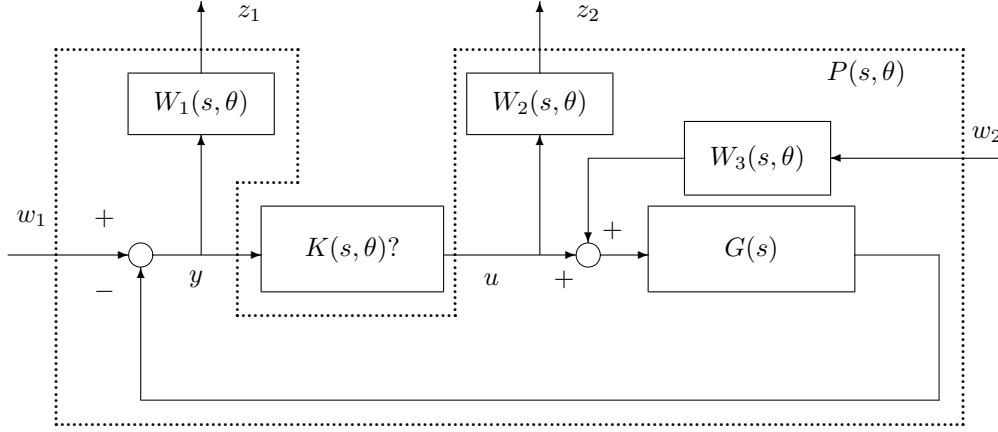 z₁
z₂
P(s, θ)
W₁(s, θ)
W₂(s, θ)
w₂
W₃(s, θ)
w₁
+
+
K(s, θ)?
G(s)
−
y
u
+